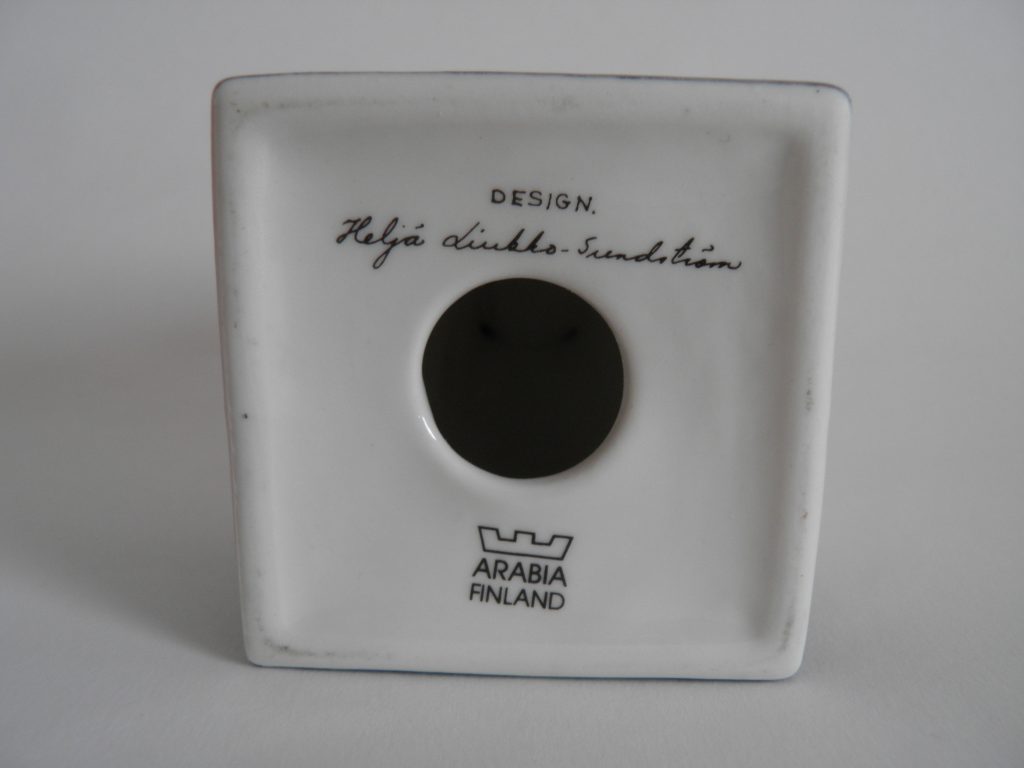 DESIGN.
Heljä Liukko-Sundström
ARABIA
FINLAND